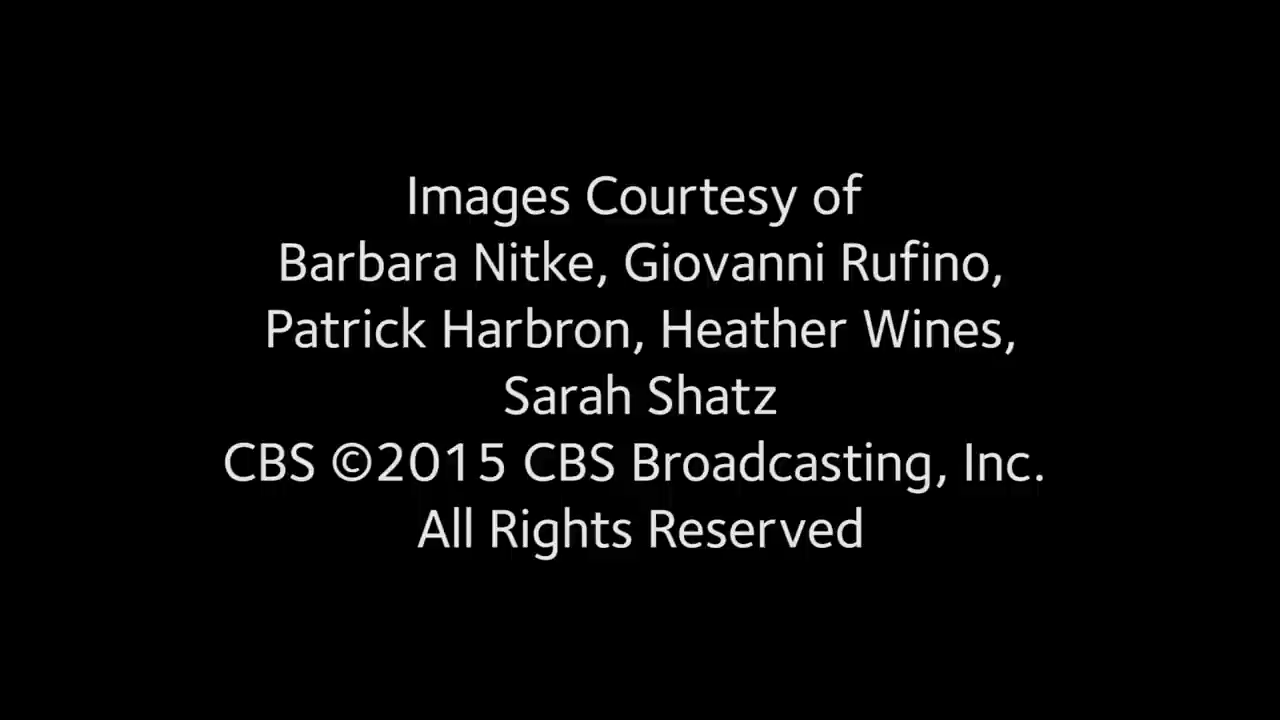 Images Courtesy of
Barbara Nitke, Giovanni Rufino,
Patrick Harbron, Heather Wines,
Sarah Shatz
CBS ©2015 CBS Broadcasting, Inc.
All Rights Reserved